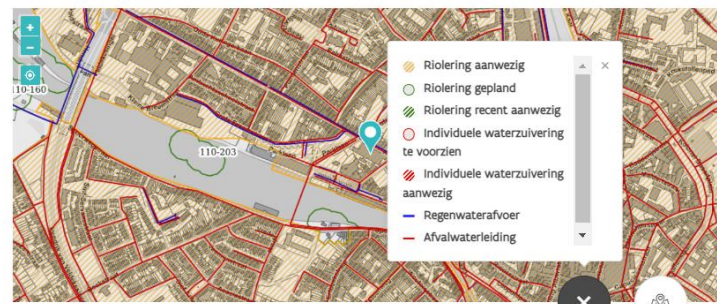 +
−
110-160
110-203
Riolering aanwezig
×
Riolering gepland
Riolering recent aanwezig
Individuele waterzuivering
te voorzien
Individuele waterzuivering
aanwezig
Regenwaterafvoer
Afvalwaterleiding